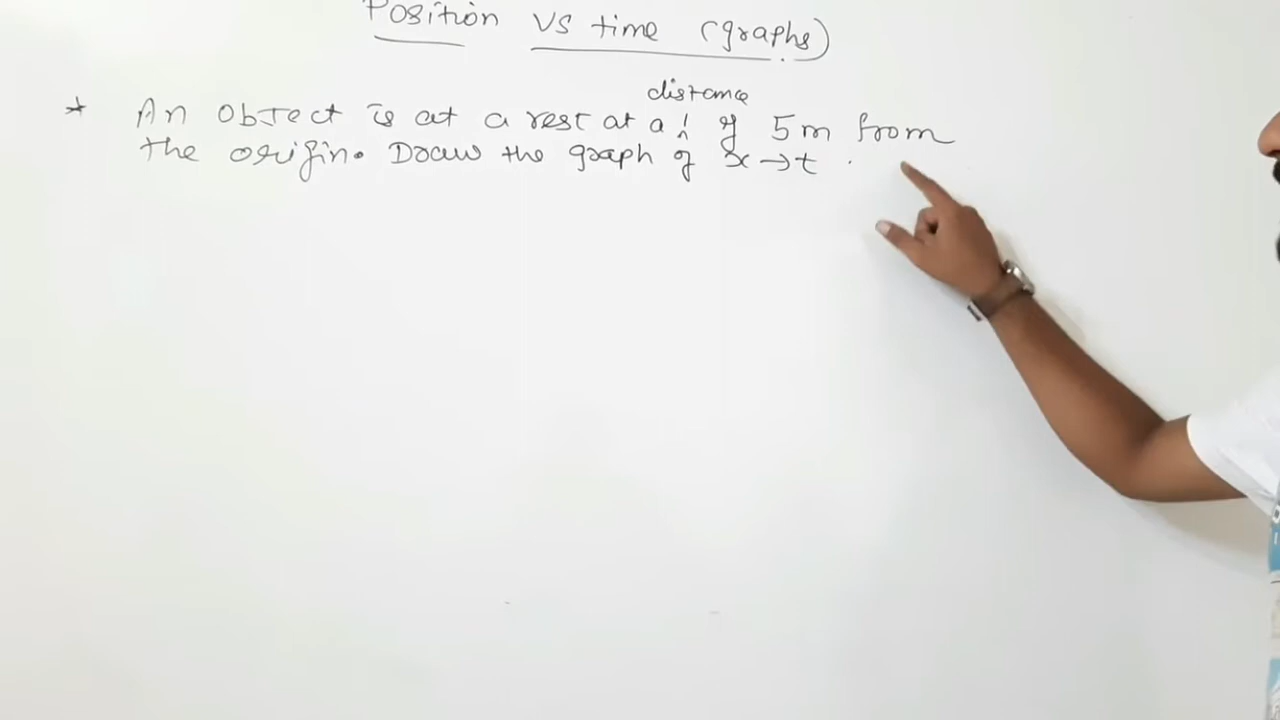 Position vs time (graphs)
* An Object is at a rest at a distance of 5m from
the origin. Draw the graph of x→t.